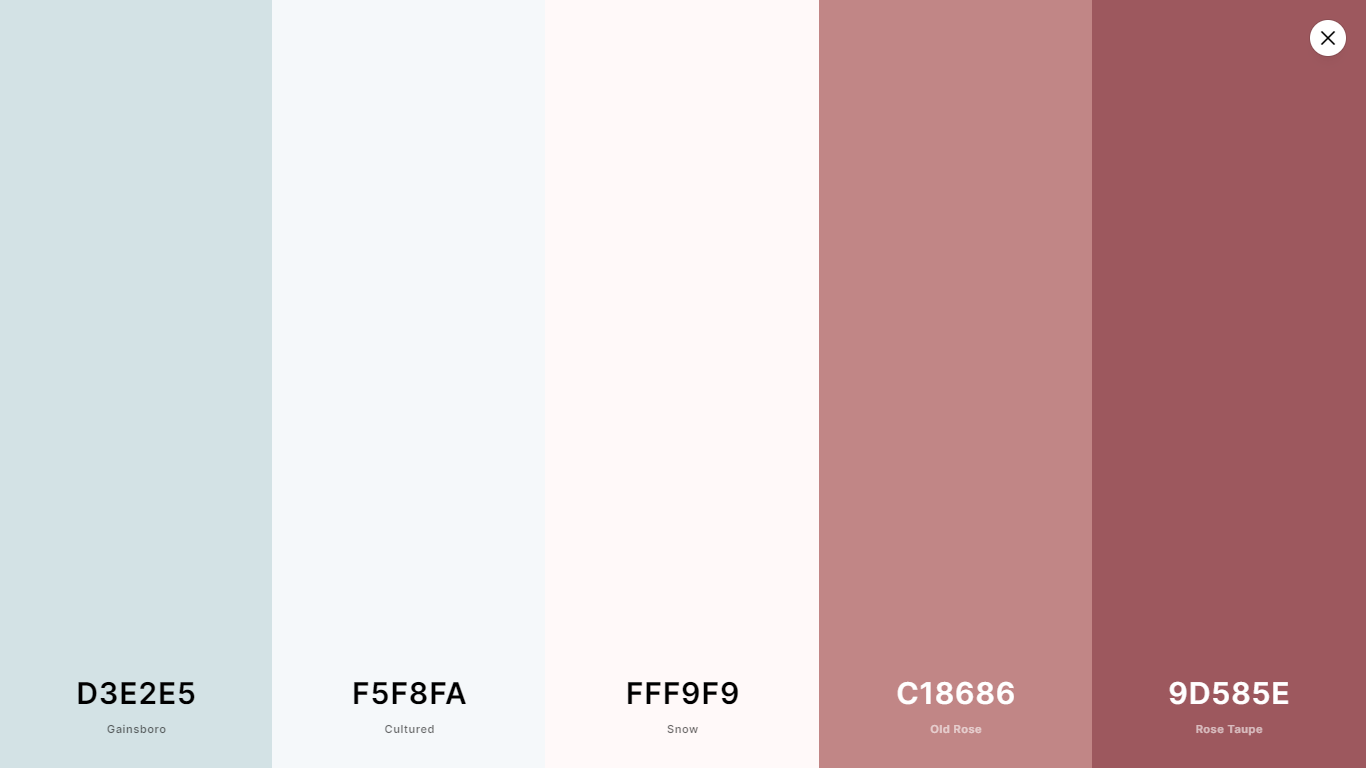 D3E2E5
Gainsboro
F5F8FA
Cultured
FFF9F9
Snow
C18686
Old Rose
9D585E
Rose Taupe